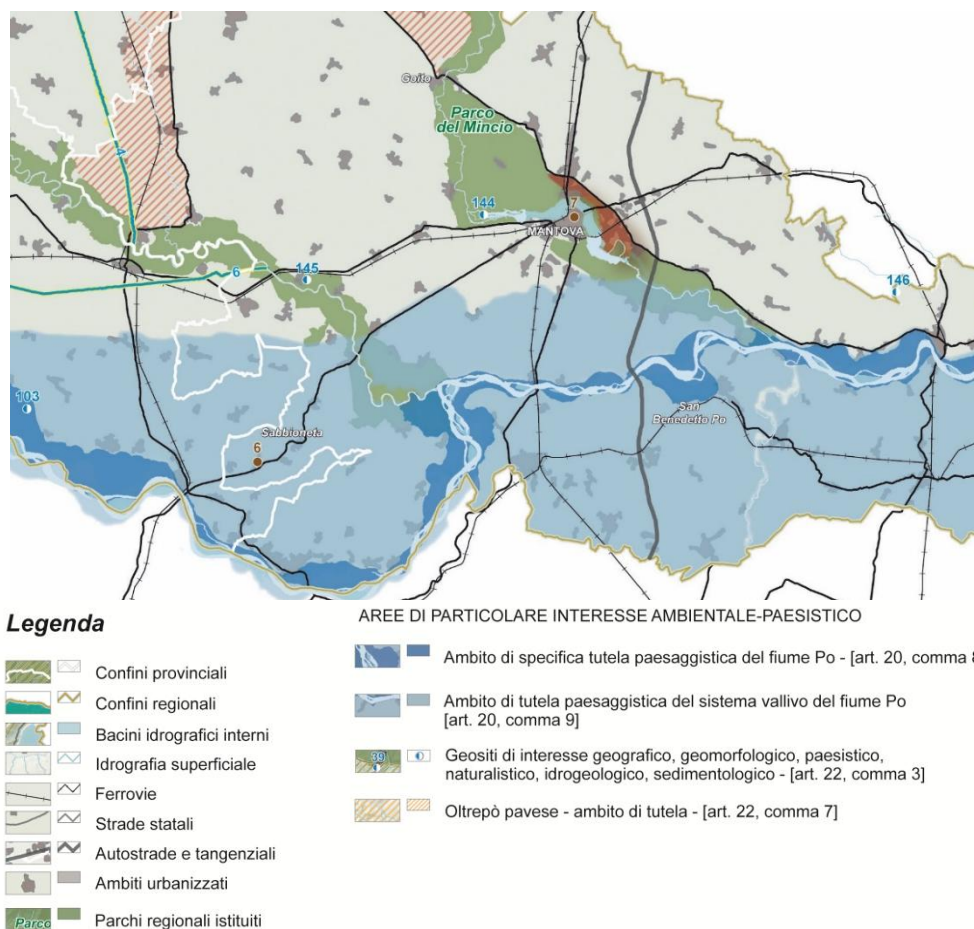 Goito
Parco
del Mincio
4
144
7
MANTOVA
6
145
146
103
San
Benedetto Po
Sabbioneta
6
Legenda
Confini provinciali
Confini regionali
Bacini idrografici interni
Idrografia superficiale
Ferrovie
Strade statali
Autostrade e tangenziali
Ambiti urbanizzati
Parco
Parchi regionali istituiti
AREE DI PARTICOLARE INTERESSE AMBIENTALE-PAESISTICO
Ambito di specifica tutela paesaggistica del fiume Po - [art. 20, comma 8
Ambito di tutela paesaggistica del sistema vallivo del fiume Po
[art. 20, comma 9]
39
Geositi di interesse geografico, geomorfologico, paesistico,
naturalistico, idrogeologico, sedimentologico - [art. 22, comma 3]
Oltrepò pavese - ambito di tutela - [art. 22, comma 7]